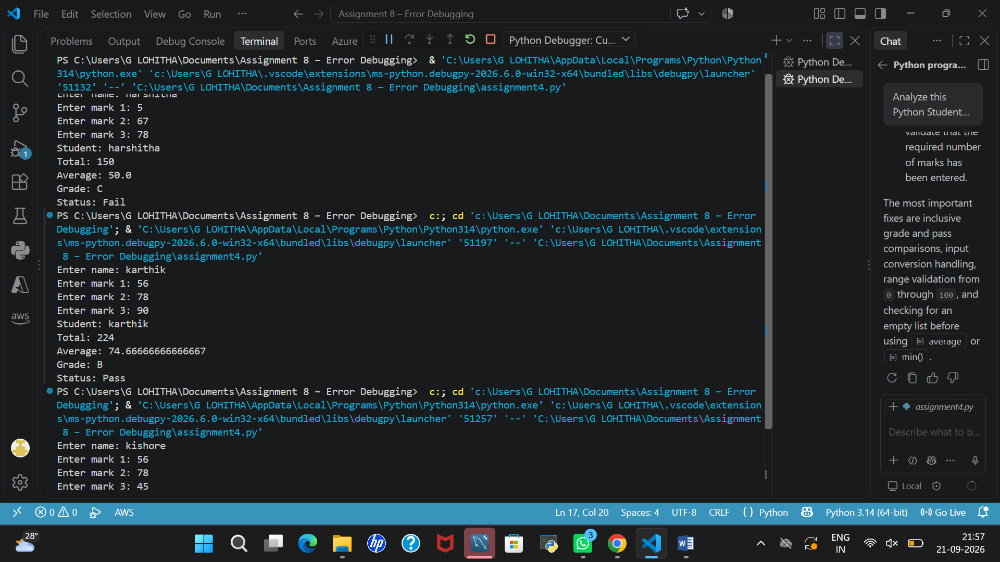 File Edit Selection View Go Run ··· Assignment 8 – Error Debugging
Problems Output Debug Console Terminal Ports Azure Python Debugger: Cu...
PS C:\Users\G LOHITHA\Documents\Assignment 8 – Error Debugging>  & 'C:\Users\G LOHITHA\AppData\Local\Programs\Python\Python
314\python.exe' 'c:\Users\G LOHITHA\.vscode\extensions\ms-python.debugpy-2026.6.0-win32-x64\bundled\libs\debugpy\launcher'
'51132' '--' 'C:\Users\G LOHITHA\Documents\Assignment 8 – Error Debugging\assignment4.py'
Enter name: harshitha
Enter mark 1: 5
Enter mark 2: 67
Enter mark 3: 78
Student: harshitha
Total: 150
Average: 50.0
Grade: C
Status: Fail
PS C:\Users\G LOHITHA\Documents\Assignment 8 – Error Debugging>  c:; cd 'c:\Users\G LOHITHA\Documents\Assignment 8 – Error
Debugging'; & 'C:\Users\G LOHITHA\AppData\Local\Programs\Python\Python314\python.exe' 'c:\Users\G LOHITHA\.vscode\extension
s\ms-python.debugpy-2026.6.0-win32-x64\bundled\libs\debugpy\launcher' '51197' '--' 'C:\Users\G LOHITHA\Documents\Assignment
8 – Error Debugging\assignment4.py'
Enter name: karthik
Enter mark 1: 56
Enter mark 2: 78
Enter mark 3: 90
Student: karthik
Total: 224
Average: 74.66666666666667
Grade: B
Status: Pass
PS C:\Users\G LOHITHA\Documents\Assignment 8 – Error Debugging>  c:; cd 'c:\Users\G LOHITHA\Documents\Assignment 8 – Error
Debugging'; & 'C:\Users\G LOHITHA\AppData\Local\Programs\Python\Python314\python.exe' 'c:\Users\G LOHITHA\.vscode\extension
s\ms-python.debugpy-2026.6.0-win32-x64\bundled\libs\debugpy\launcher' '51257' '--' 'C:\Users\G LOHITHA\Documents\Assignment
8 – Error Debugging\assignment4.py'
Enter name: kishore
Enter mark 1: 56
Enter mark 2: 78
Enter mark 3: 45
Python De...
Python De...
Chat
Python progra...
Analyze this
Python Student...
validate that the
required number
of marks has
been entered.
The most important
fixes are inclusive
grade and pass
comparisons, input
conversion handling,
range validation from
0 through 100, and
checking for an
empty list before
using average or
min().
assignment4.py
Describe what to b...
Local
1
aws
0 0 AWS Ln 17, Col 20 Spaces: 4 UTF-8 CRLF { } Python Python 3.14 (64-bit) Go Live
28° hp ? 3 W ENG 21:57
IN 21-09-2026